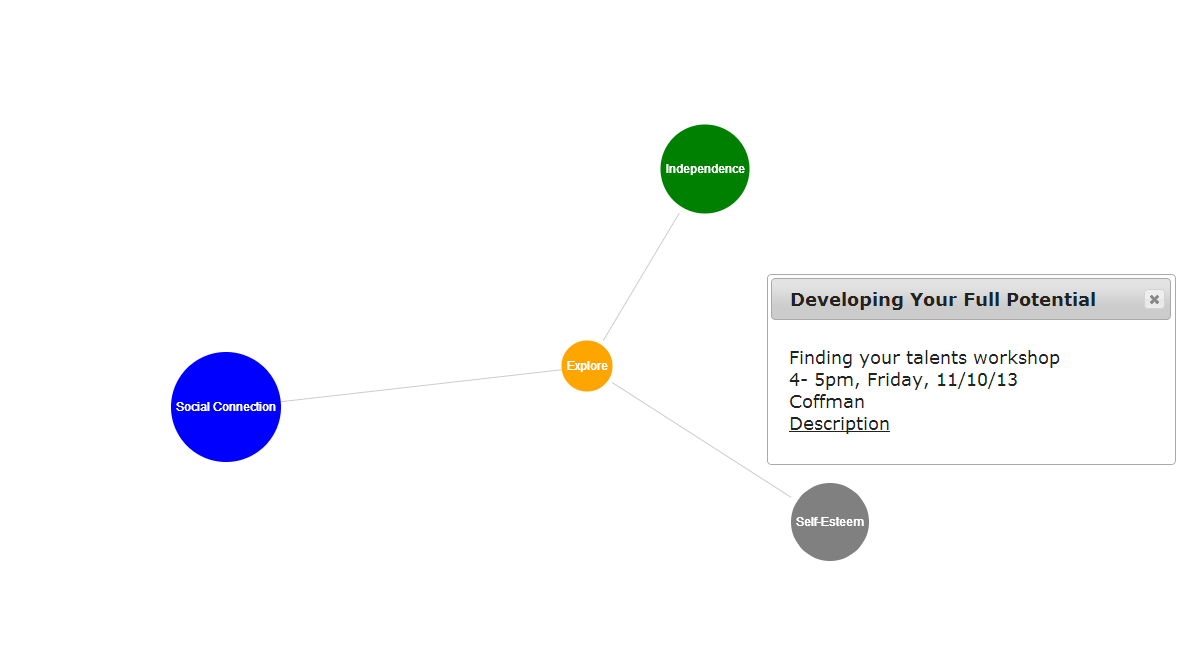 Independence
Developing Your Full Potential
Finding your talents workshop
4- 5pm, Friday, 11/10/13
Coffman
Description
Explore
Social Connection
Self-Esteem